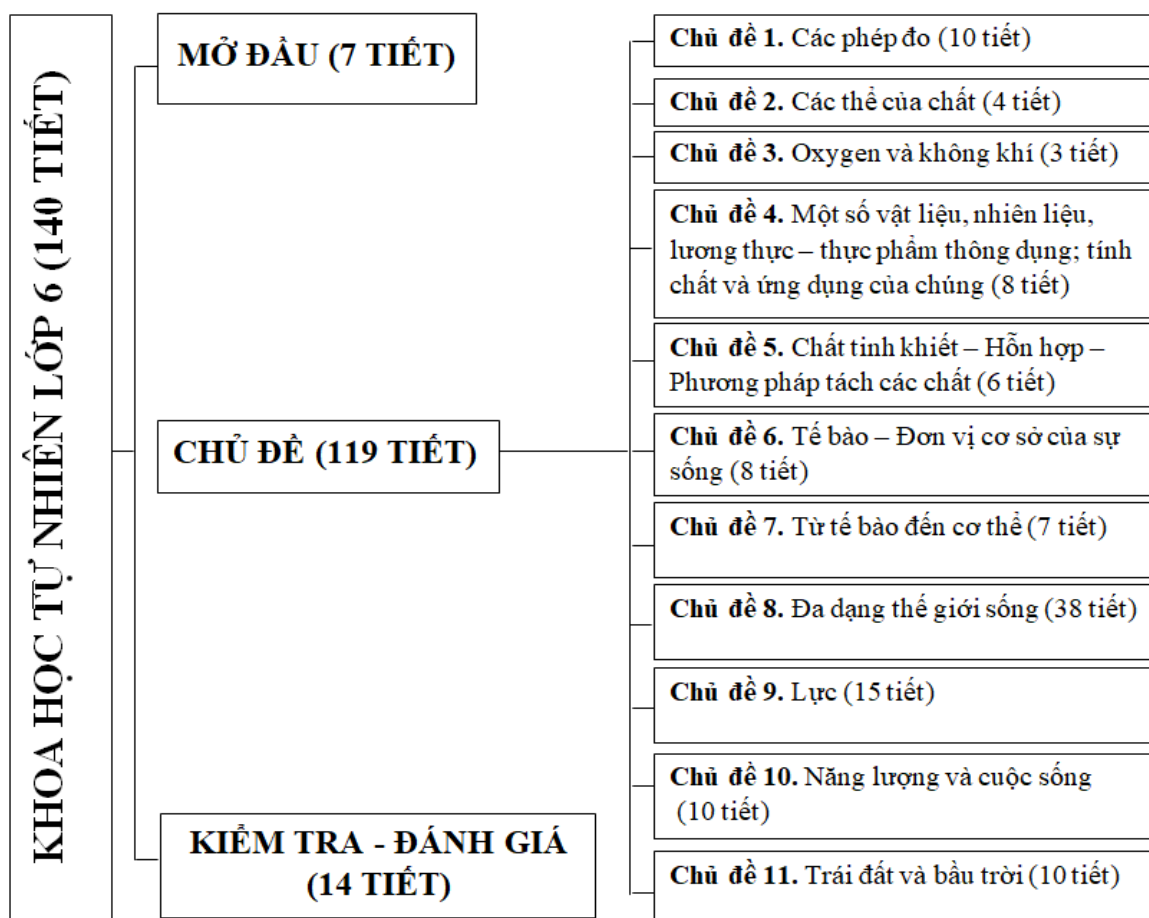 KHOA HỌC TỰ NHIÊN LỚP 6 (140 TIẾT)
MỞ ĐẦU (7 TIẾT)
CHỦ ĐỀ (119 TIẾT)
KIỂM TRA - ĐÁNH GIÁ
(14 TIẾT)
Chủ đề 1. Các phép đo (10 tiết)
Chủ đề 2. Các thể của chất (4 tiết)
Chủ đề 3. Oxygen và không khí (3 tiết)
Chủ đề 4. Một số vật liệu, nhiên liệu,
lương thực – thực phẩm thông dụng; tính
chất và ứng dụng của chúng (8 tiết)
Chủ đề 5. Chất tinh khiết – Hỗn hợp –
Phương pháp tách các chất (6 tiết)
Chủ đề 6. Tế bào – Đơn vị cơ sở của sự
sống (8 tiết)
Chủ đề 7. Từ tế bào đến cơ thể (7 tiết)
Chủ đề 8. Đa dạng thế giới sống (38 tiết)
Chủ đề 9. Lực (15 tiết)
Chủ đề 10. Năng lượng và cuộc sống
(10 tiết)
Chủ đề 11. Trái đất và bầu trời (10 tiết)